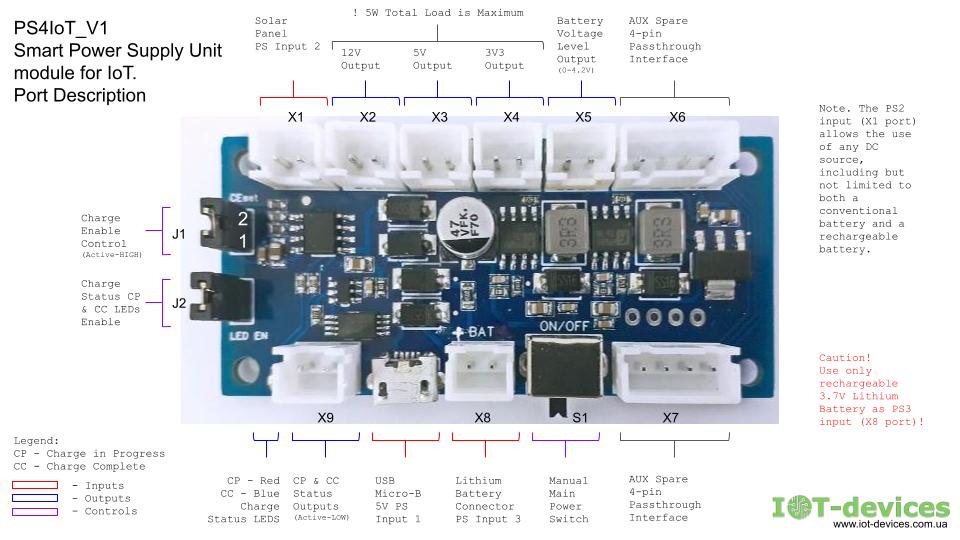 PS4IoT_V1
Smart Power Supply Unit
module for IoT.
Port Description
! 5W Total Load is Maximum
Solar
Panel
PS Input 2
12V
Output
5V
Output
3V3
Output
Battery
Voltage
Level
Output
(0-4.2V)
AUX Spare
4-pin
Passthrough
Interface
X1
X2
X3
X4
X5
X6
Note. The PS2
input (X1 port)
allows the use
of any DC
source,
including but
not limited to
both a
conventional
battery and a
rechargeable
battery.
Charge
Enable
Control
(Active-HIGH)
J1
CEnet
2
1
47
VFK.
V70
3R3
3R3
Charge
Status CP
& CC LEDs
Enable
J2
SS16
SS16
LED EN
+ BAT
ON/OFF
X9
X8
S1
X7
Caution!
Use only
rechargeable
3.7V Lithium
Battery as PS3
input (X8 port)!
Legend:
CP - Charge in Progress
CC - Charge Complete
- Inputs
- Outputs
- Controls
CP - Red
CC - Blue
Charge
Status LEDS
CP & CC
Status
Outputs
(Active-LOW)
USB
Micro-B
5V PS
Input 1
Lithium
Battery
Connector
PS Input 3
Manual
Main
Power
Switch
AUX Spare
4-pin
Passthrough
Interface
IOT-devices
www.iot-devices.com.ua